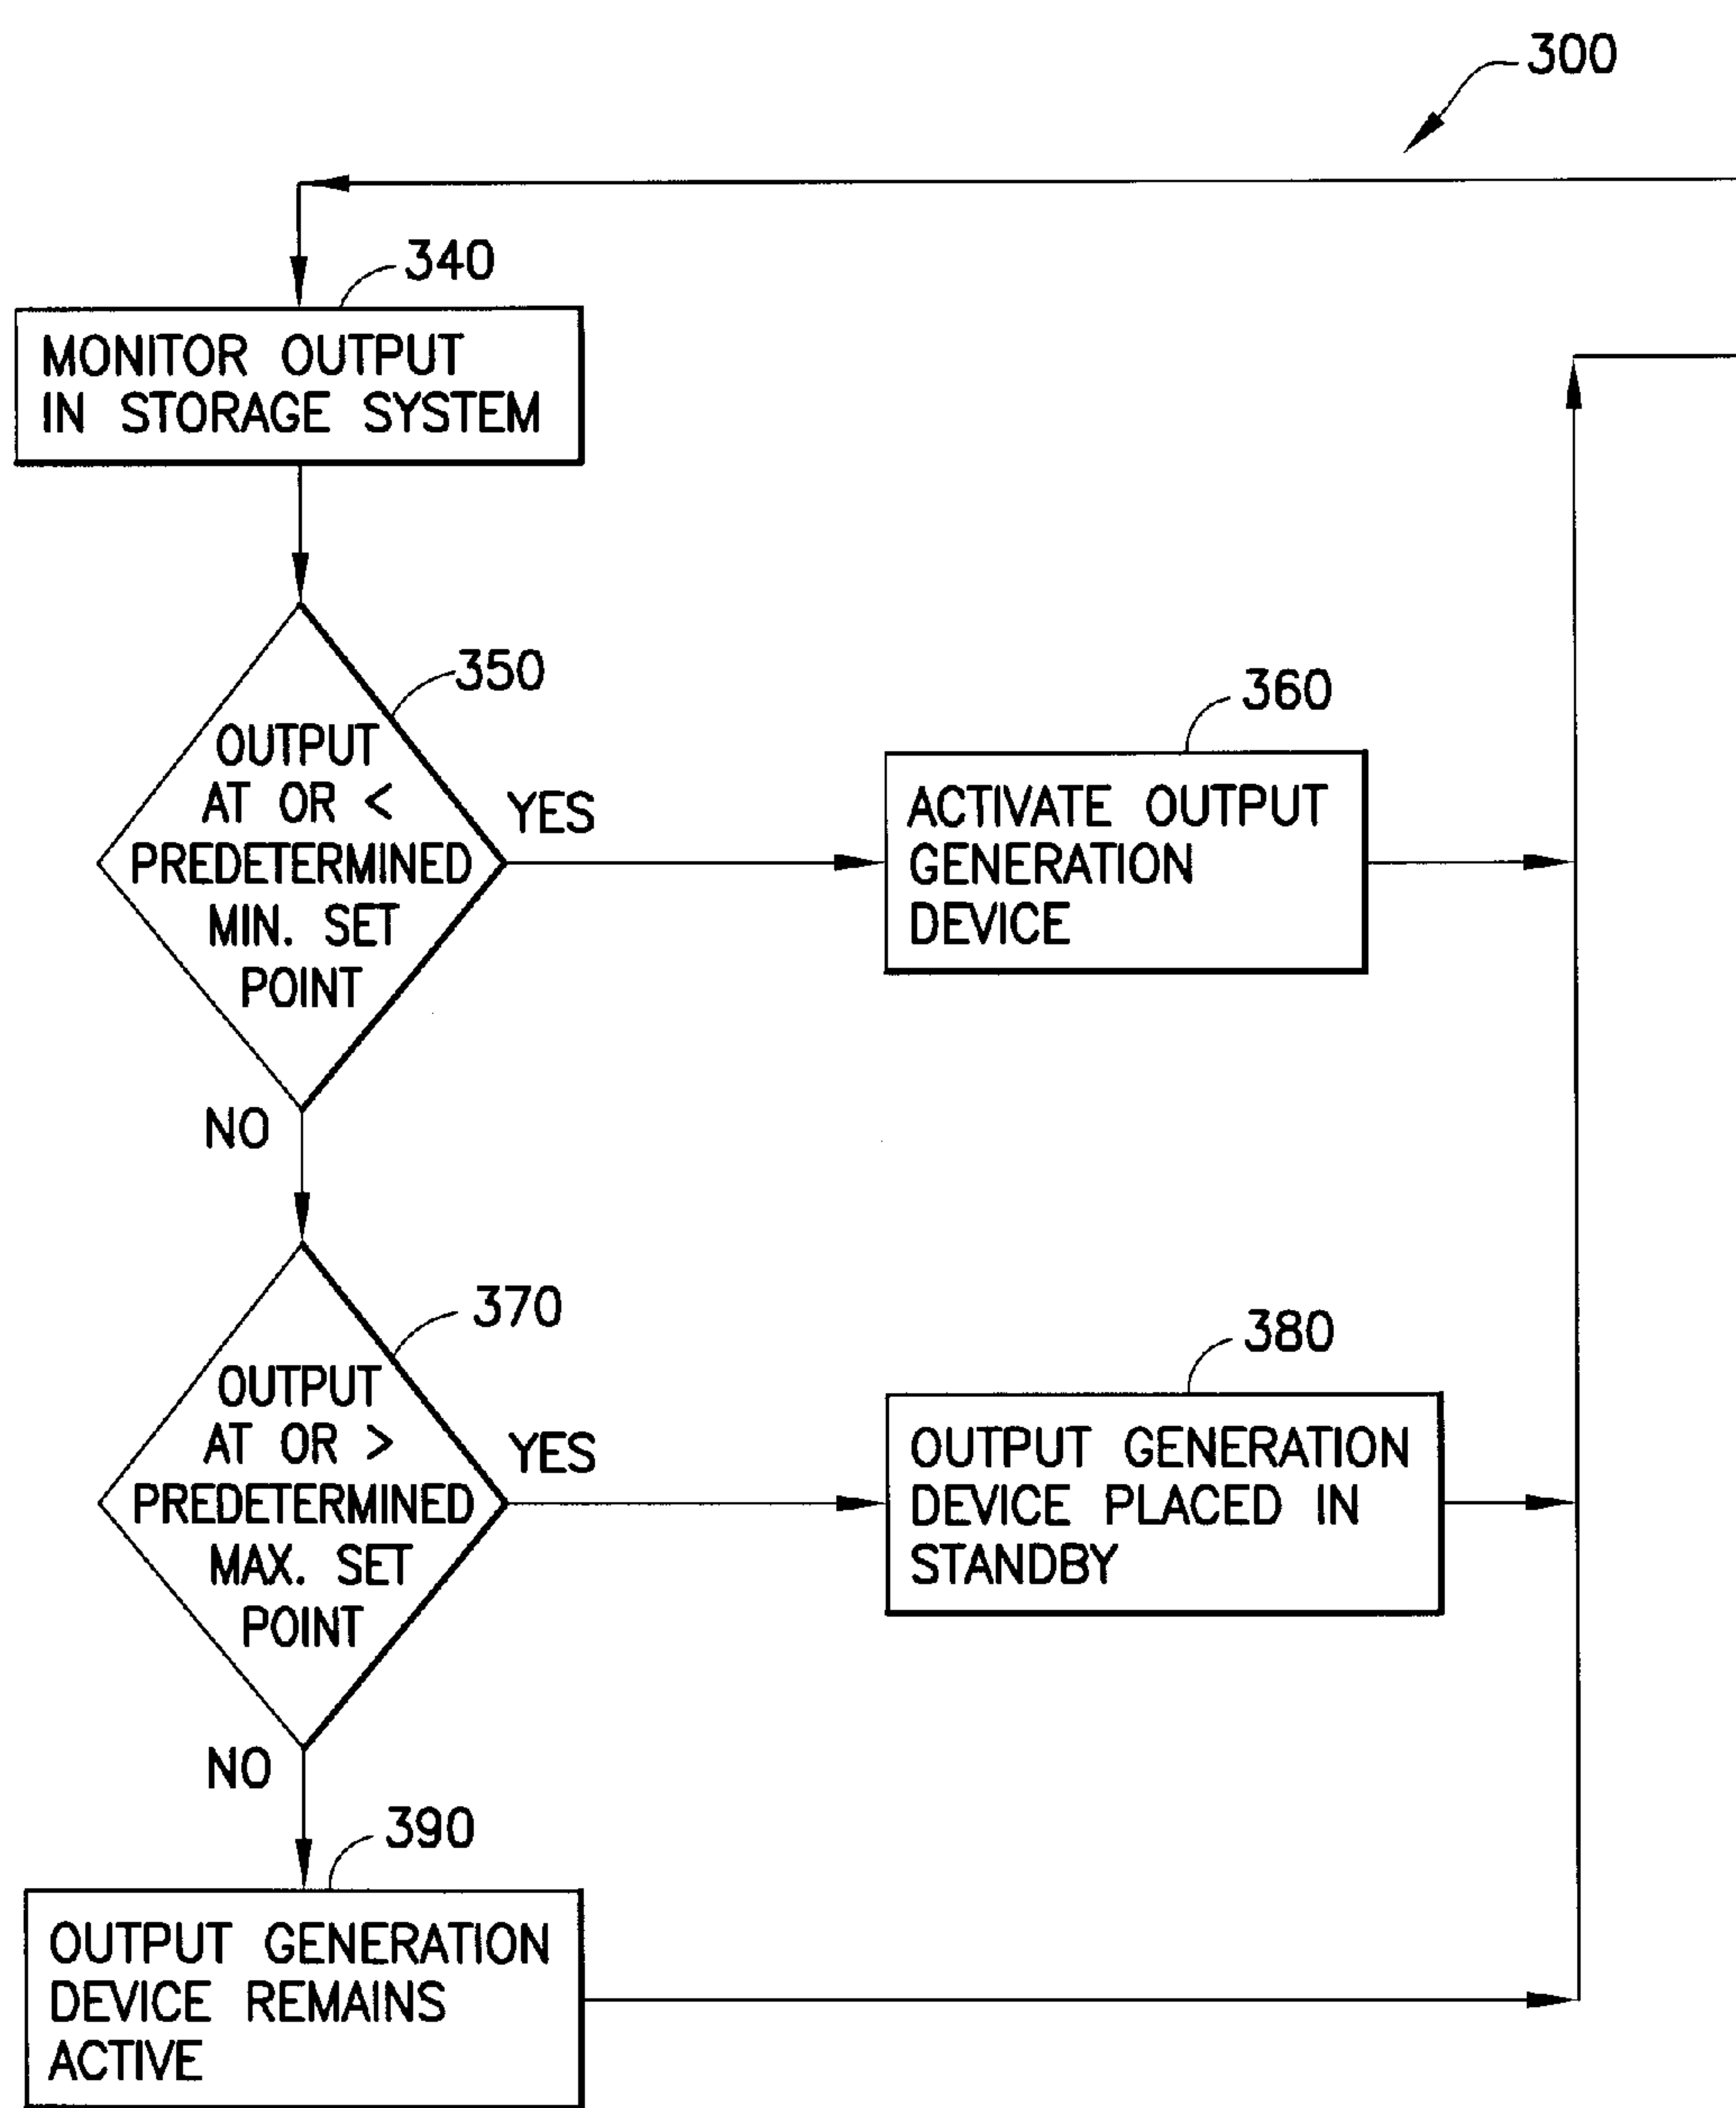 300
340
MONITOR OUTPUT
IN STORAGE SYSTEM
350
OUTPUT
AT OR <
PREDETERMINED
MIN. SET
POINT
YES
NO
360
ACTIVATE OUTPUT
GENERATION
DEVICE
370
OUTPUT
AT OR >
PREDETERMINED
MAX. SET
POINT
YES
NO
380
OUTPUT GENERATION
DEVICE PLACED IN
STANDBY
390
OUTPUT GENERATION
DEVICE REMAINS
ACTIVE